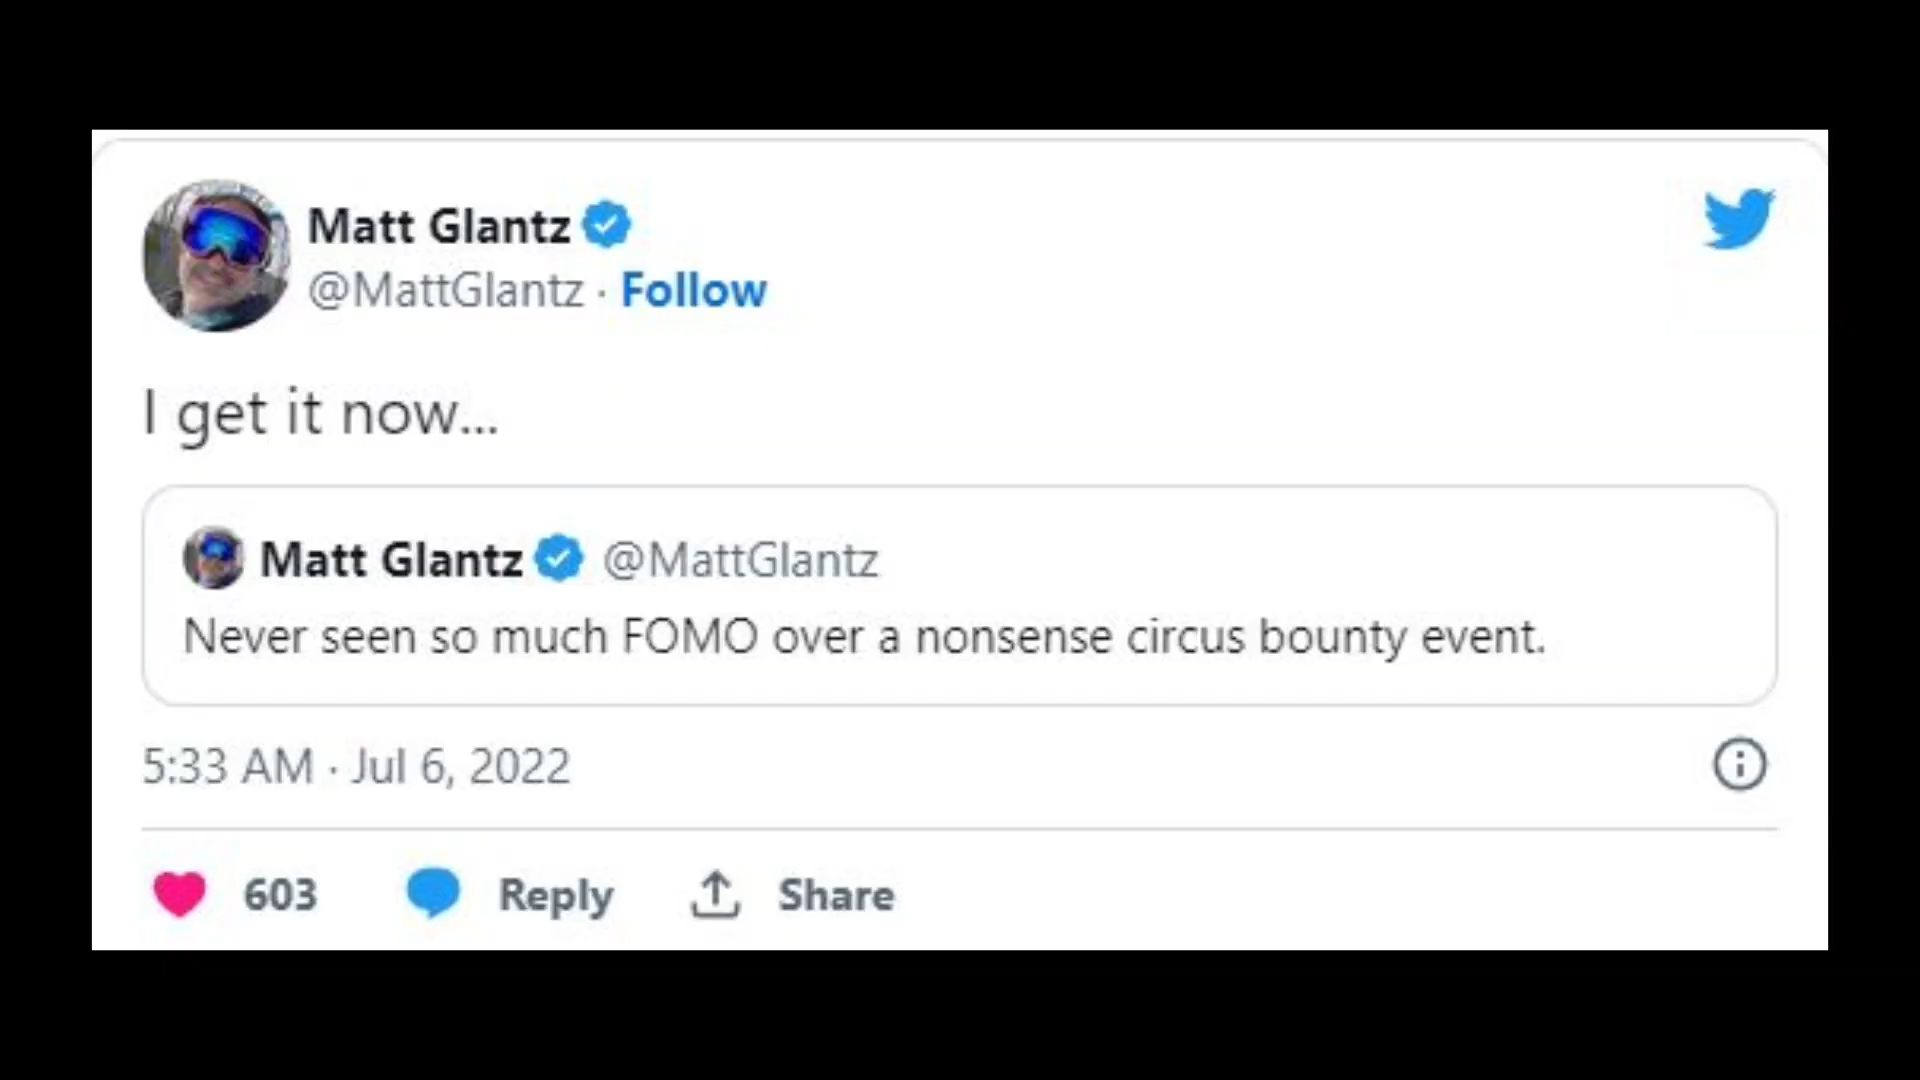 Matt Glantz
@MattGlantz · Follow
I get it now...
Matt Glantz @MattGlantz
Never seen so much FOMO over a nonsense circus bounty event.
5:33 AM · Jul 6, 2022
603 Reply Share